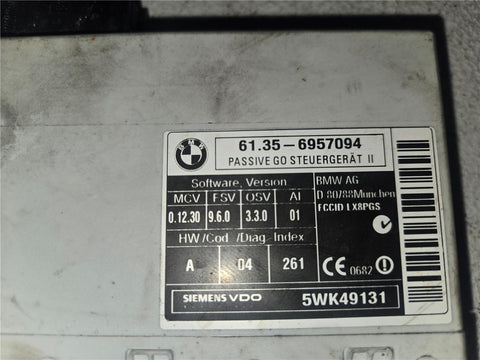 BMW
61.35 - 6957094
PASSIVE GO STEUERGERÄT II
Software, Version
MCV FSV OSV AI
0.12.30 9.6.0 3.3.0 01
HW/Cod /Diag. Index
A 04 261
BMW AG
D 80788München
FCCID LX8PGS
CE 0682
SIEMENS VDO 5WK49131